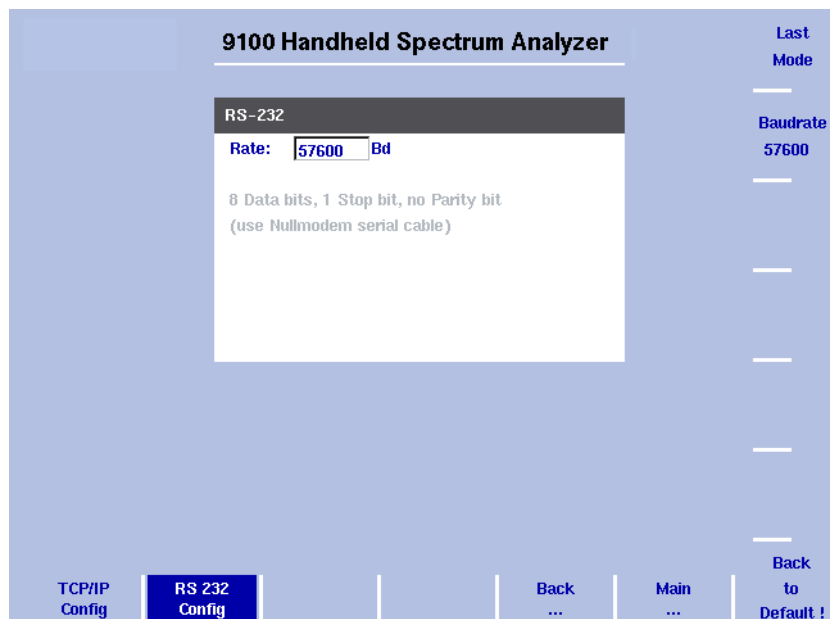 9100 Handheld Spectrum Analyzer
Last
Mode
RS-232
Rate: 57600 Bd
Baudrate
57600
8 Data bits, 1 Stop bit, no Parity bit
(use Nullmodem serial cable)
TCP/IP
Config
RS 232
Config
Back
...
Main
...
Back
to
Default !